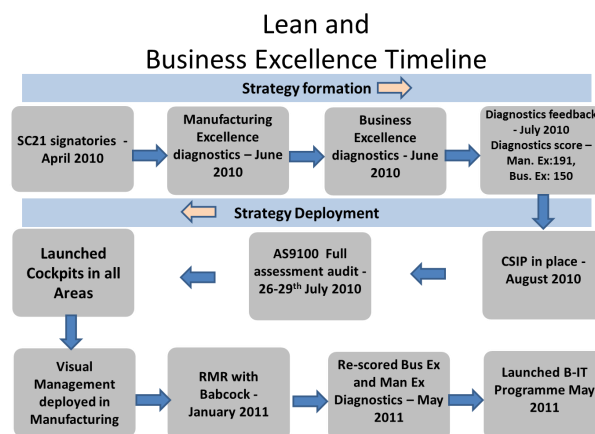 Lean and
Business Excellence Timeline
Strategy formation
SC21 signatories -
April 2010
Manufacturing
Excellence
diagnostics – June
2010
Business
Excellence
diagnostics - June
2010
Diagnostics feedback
- July 2010
Diagnostics score –
Man. Ex:191,
Bus. Ex: 150
Strategy Deployment
Launched
Cockpits in all
Areas
AS9100 Full
assessment audit -
26-29th July 2010
CSIP in place -
August 2010
Visual
Management
deployed in
Manufacturing
RMR with
Babcock -
January 2011
Re-scored Bus Ex
and Man Ex
Diagnostics – May
2011
Launched B-IT
Programme May
2011